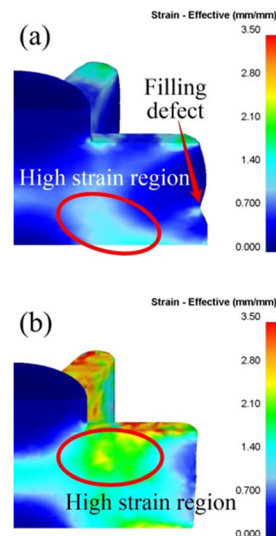 Strain - Effective (mm/mm)
3.50
(a)
Filling
defect
2.80
2.10
High strain region
1.40
0.700
0.000
Strain - Effective (mm/mm)
3.50
(b)
2.80
2.10
1.40
High strain region
0.700
0.000